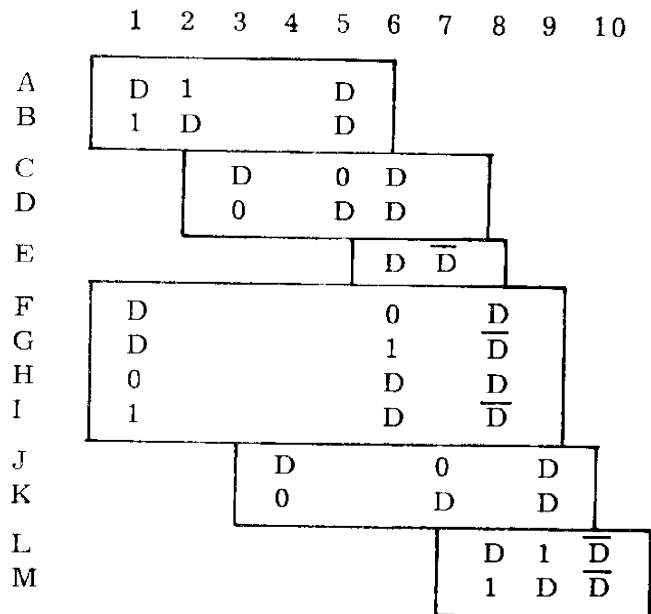 1 2 3 4 5 6 7 8 9 10
A D 1 D
B 1 D D
C D 0 D
D 0 D D
E D D̅
F D 0 D
G D 1 D̅
H 0 D D
I 1 D D̅
J D 0 D
K 0 D D
L D 1 D̅
M 1 D D̅